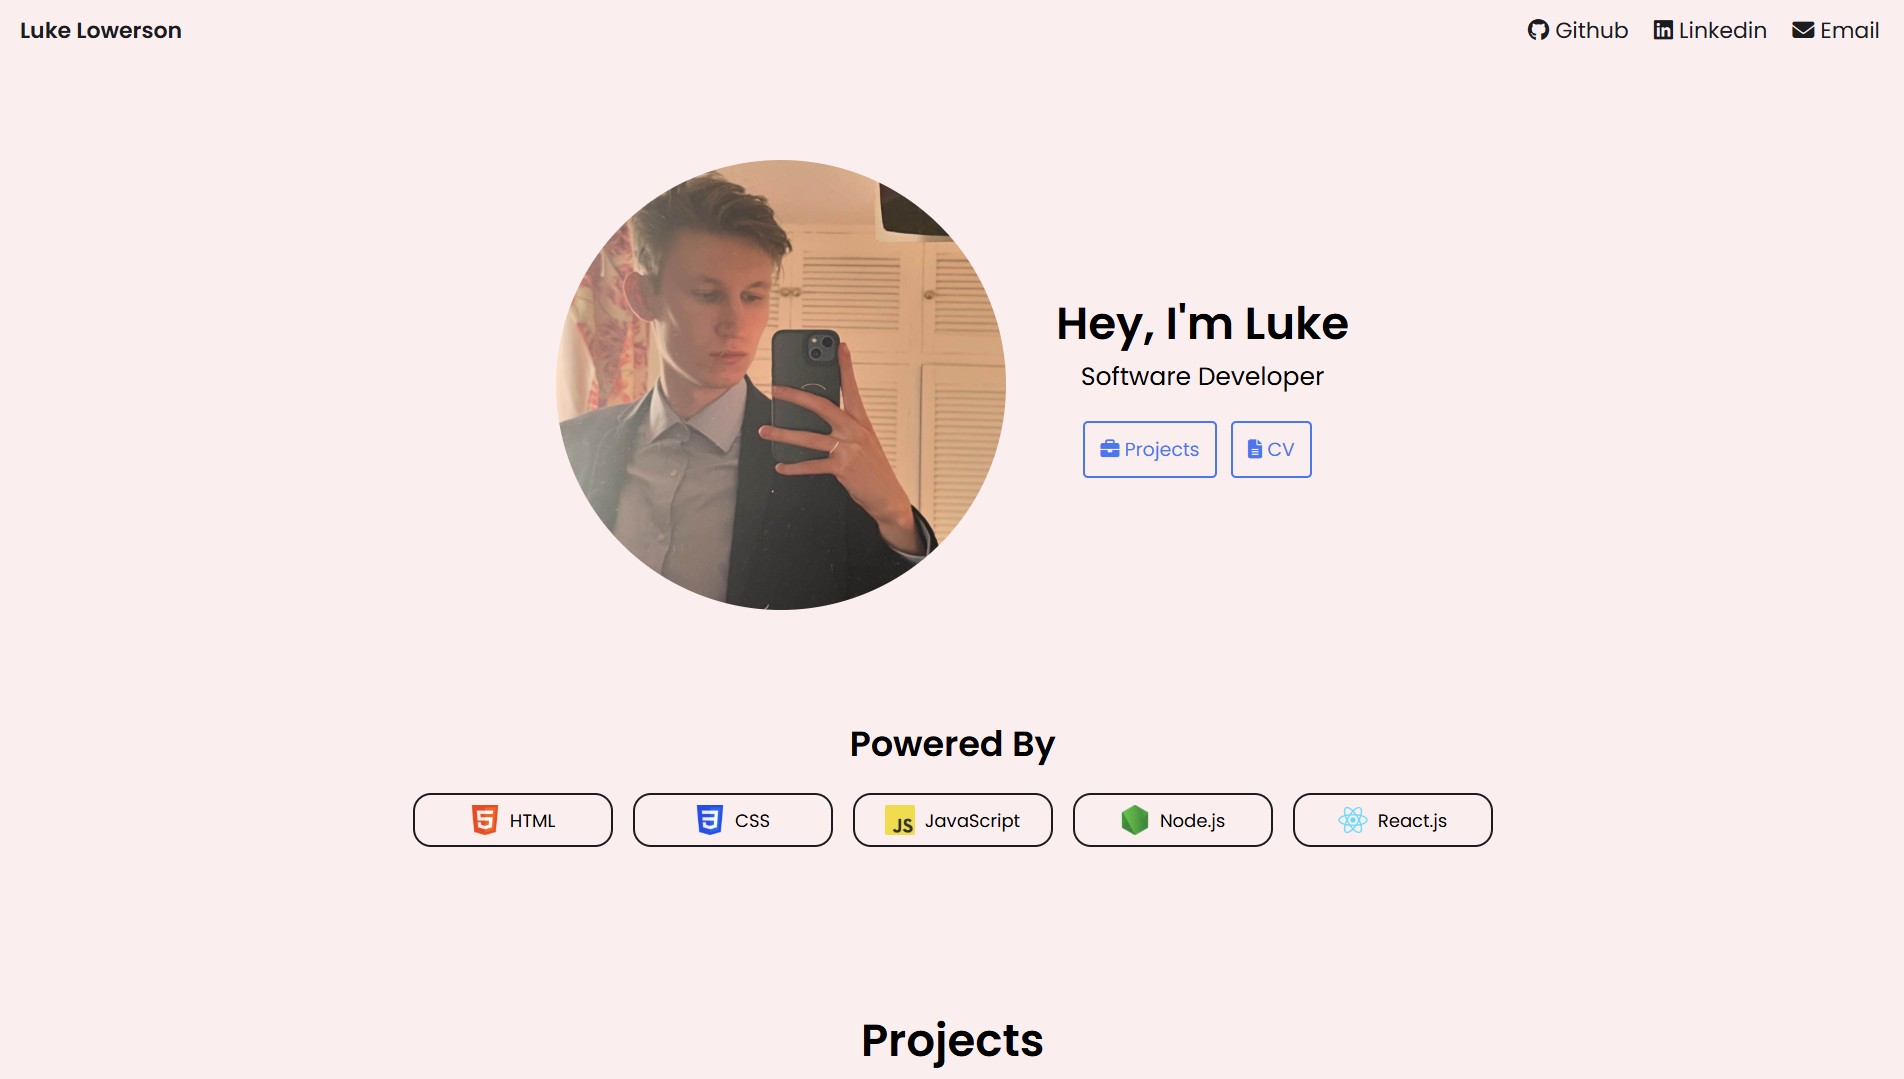 Luke Lowerson
Github Linkedin Email
Hey, I'm Luke
Software Developer
Projects CV
Powered By
HTML CSS JS JavaScript Node.js React.js
Projects